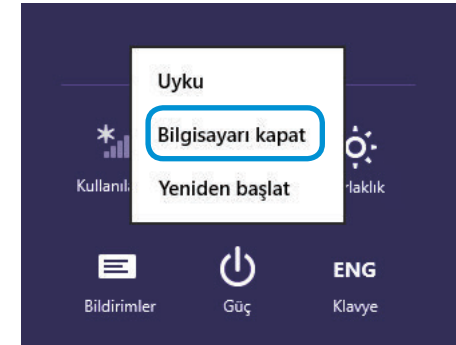 Uyku
Bilgisayarı kapat
Yeniden başlat
Bildirimler
Güç
ENG
Klavye